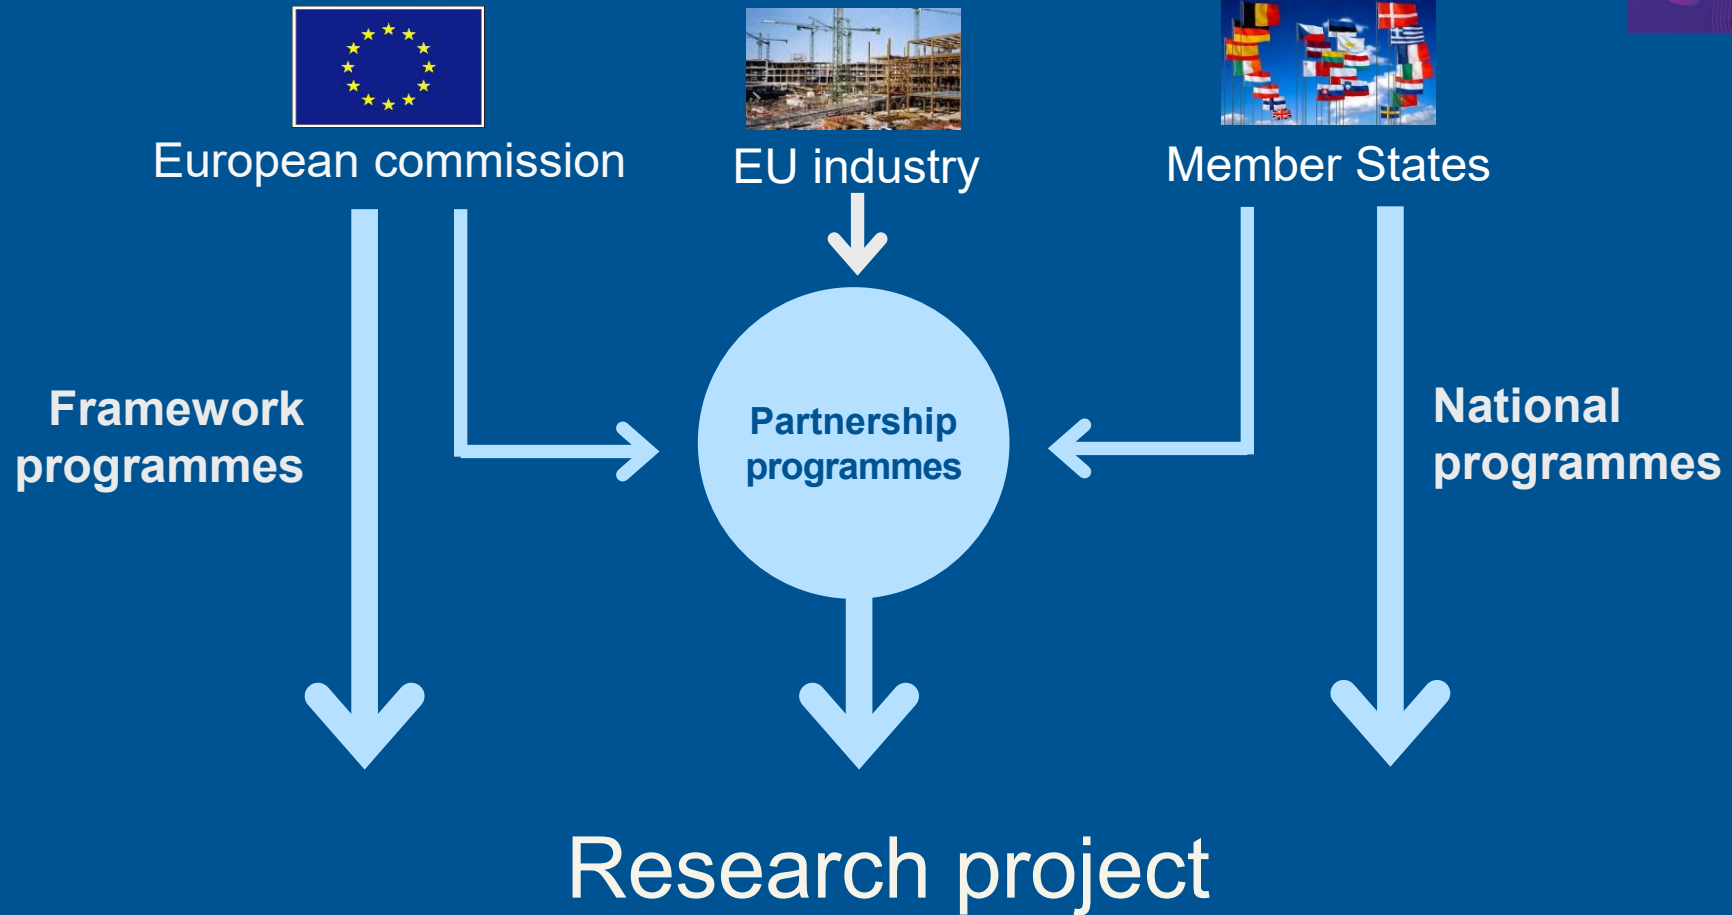 European commission
EU industry
Member States
Framework
programmes
Partnership
programmes
National
programmes
Research project